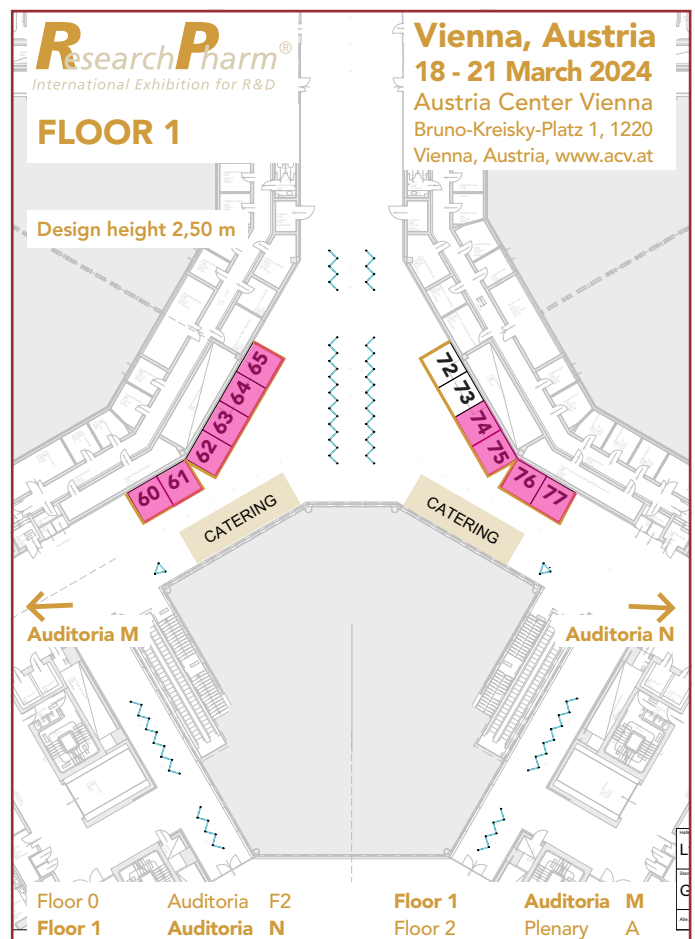 ResearchPharm®
International Exhibition for R&D
FLOOR 1
Vienna, Austria
18 - 21 March 2024
Austria Center Vienna
Bruno-Kreisky-Platz 1, 1220
Vienna, Austria, www.acv.at
Design height 2,50 m
65
64
63
62
61
60
72
73
74
75
76
77
CATERING
CATERING
Auditoria M
Auditoria N
Floor 0 Auditoria F2
Floor 1 Auditoria N
Floor 1 Auditoria M
Floor 2 Plenary A